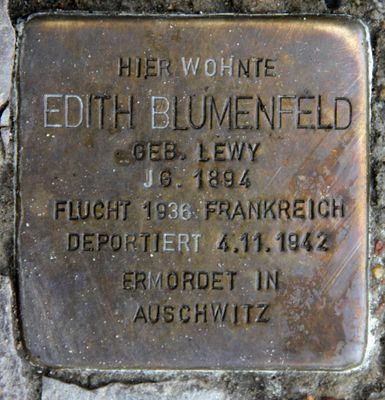 HIER WOHNTE
EDITH BLUMENFELD
GEB. LEWY
JG. 1894
FLUCHT 1936 FRANKREICH
DEPORTIERT 4.11.1942
ERMORDET IN
AUSCHWITZ